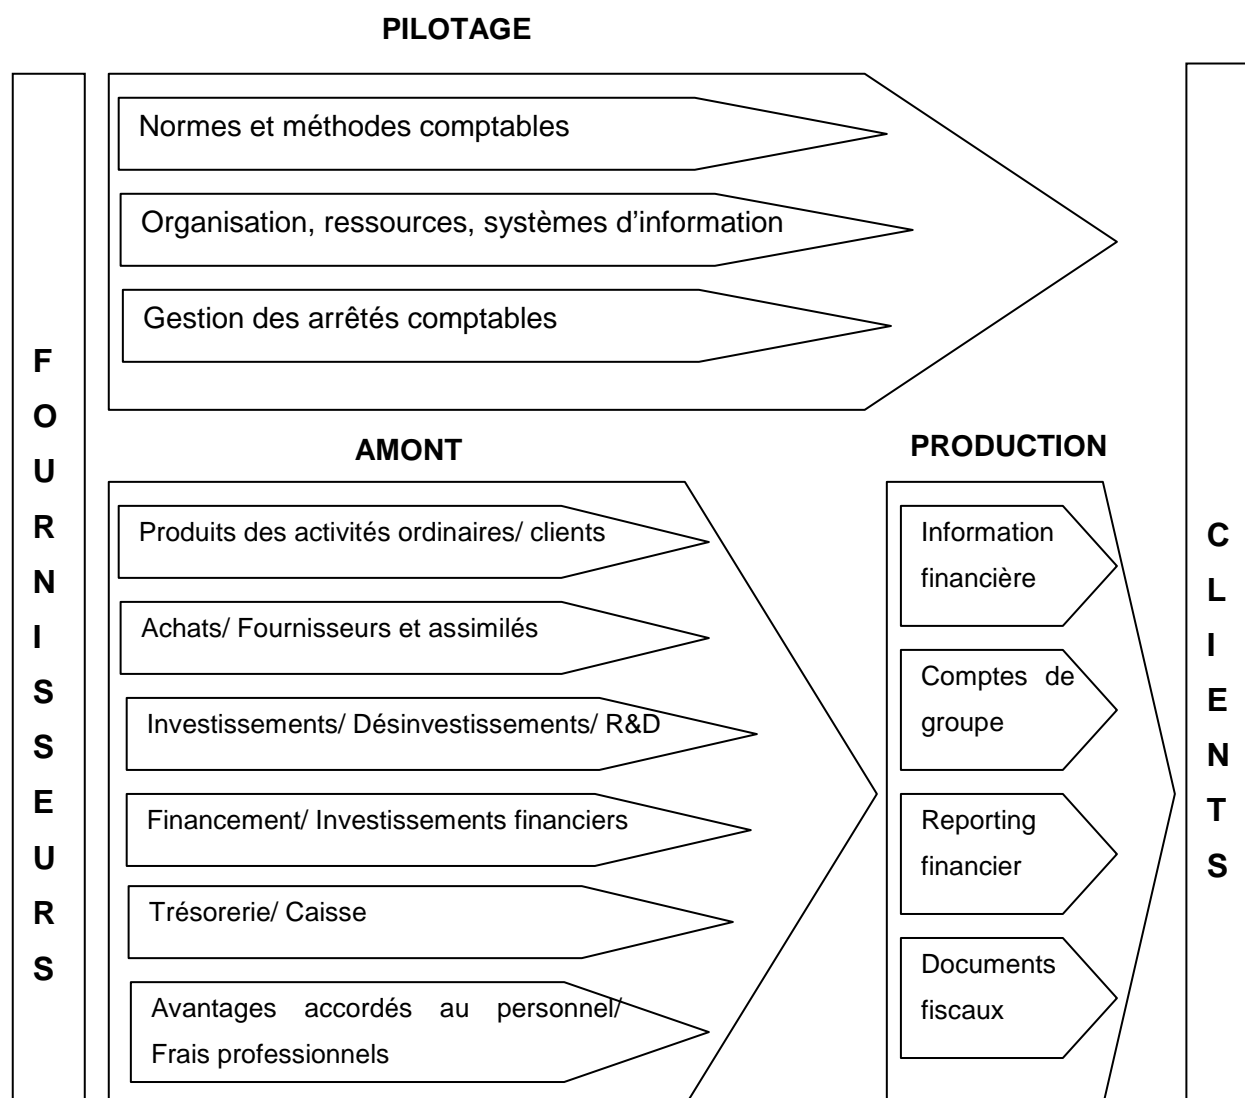 PILOTAGE
Normes et méthodes comptables
Organisation, ressources, systèmes d’information
Gestion des arrêtés comptables
FOURNISSEURS
AMONT
Produits des activités ordinaires/ clients
Achats/ Fournisseurs et assimilés
Investissements/ Désinvestissements/ R&D
Financement/ Investissements financiers
Trésorerie/ Caisse
Avantages accordés au personnel/
Frais professionnels
PRODUCTION
Information
financière
Comptes de
groupe
Reporting
financier
Documents
fiscaux
CLIENTS